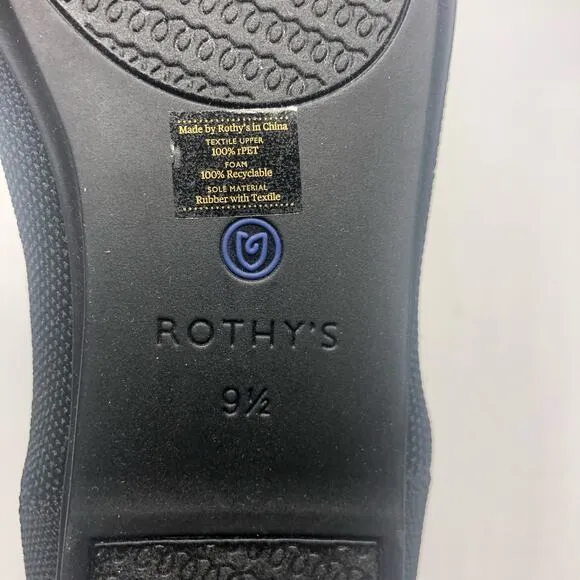 Made by Rothy's in China
TEXTILE UPPER
100% rPET
FOAM
100% Recyclable
SOLE MATERIAL
Rubber with Textile
ROTHY'S
9½